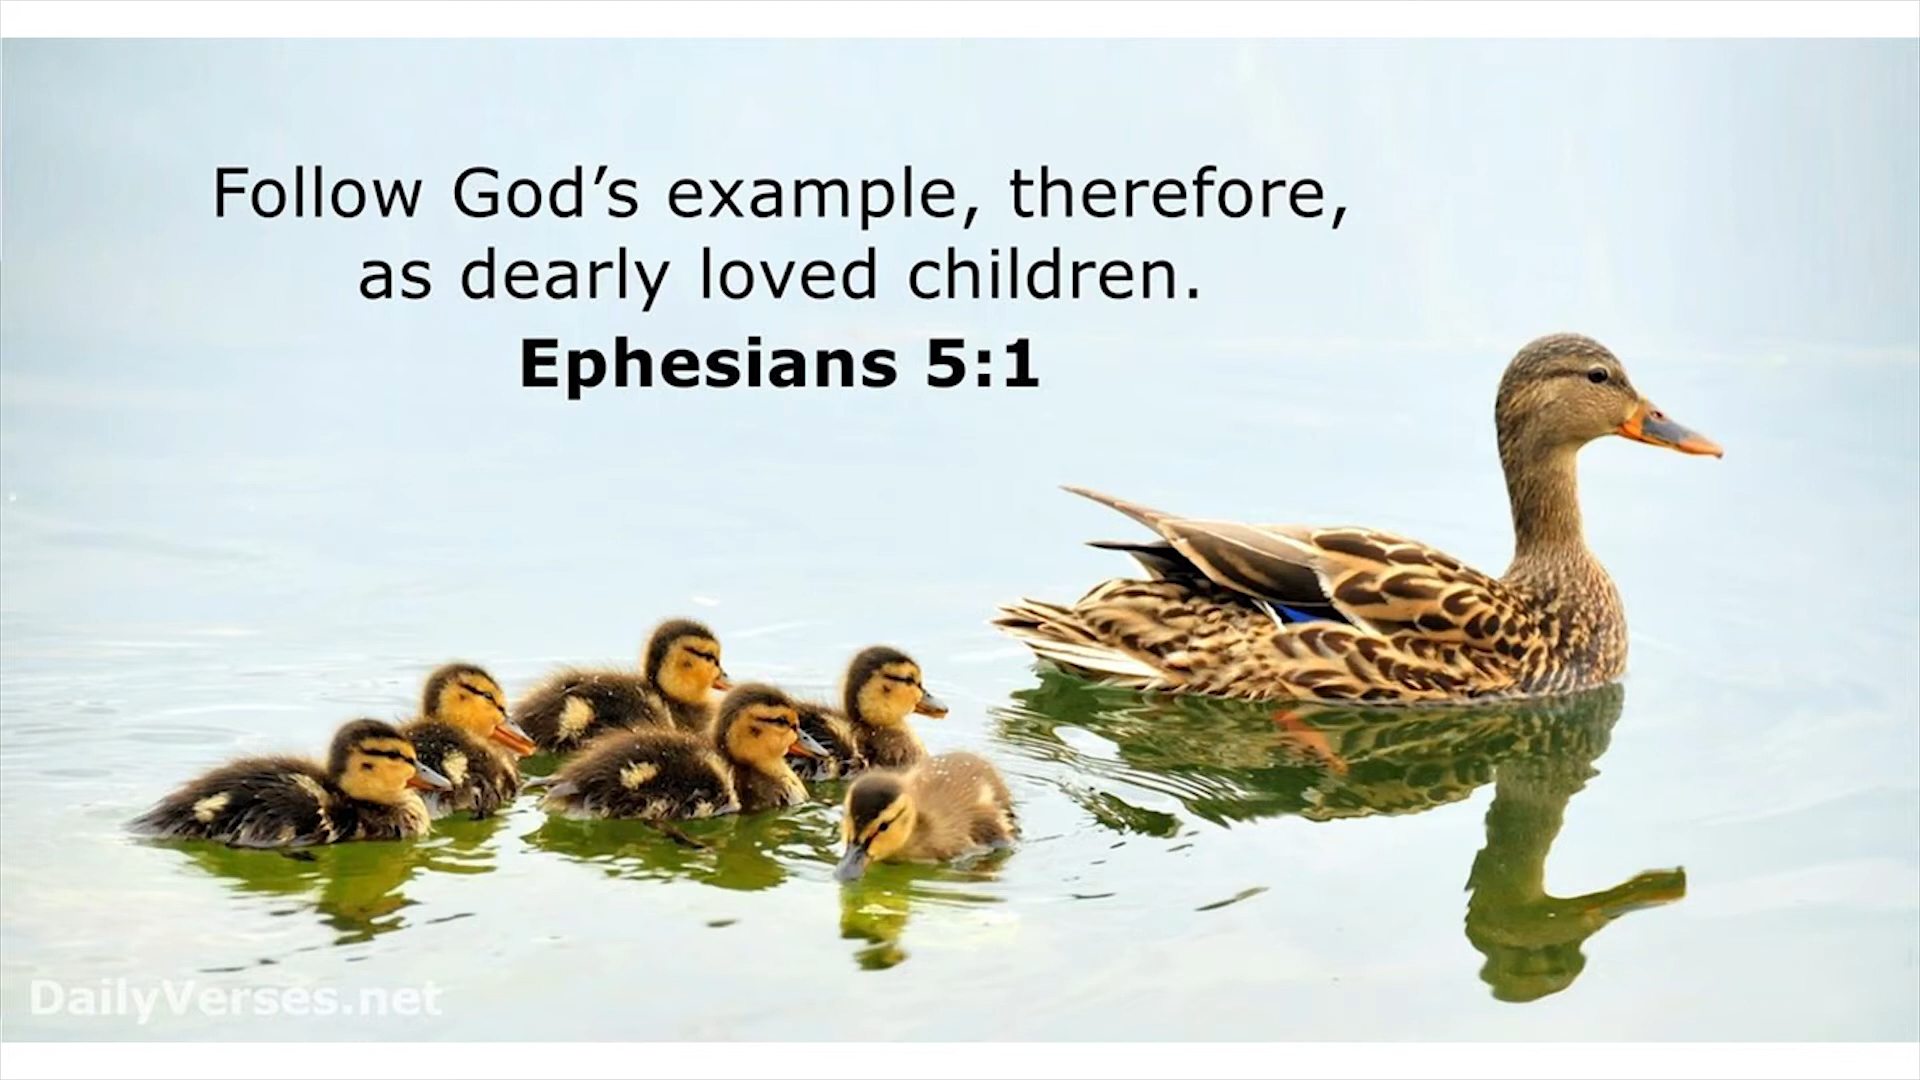 Follow God’s example, therefore,
as dearly loved children.
Ephesians 5:1
DailyVerses.net